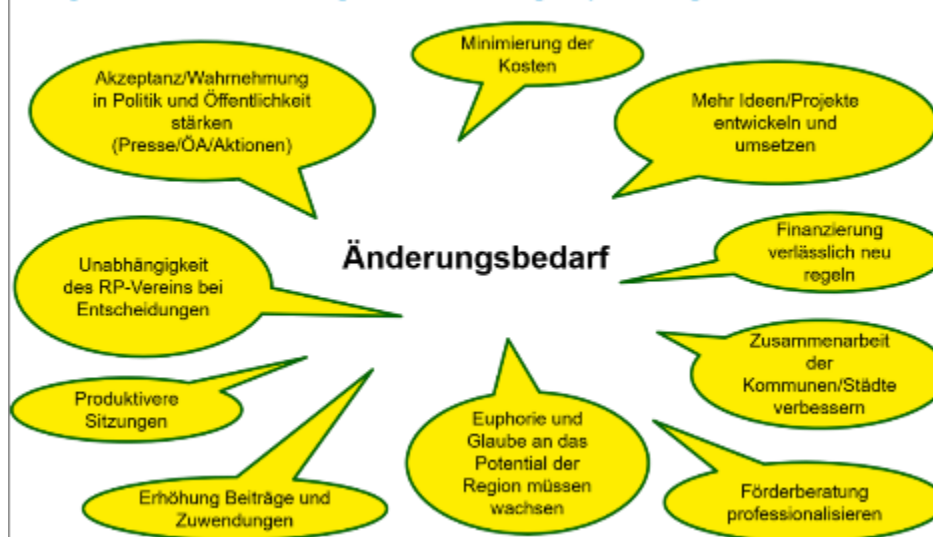 Minimierung der
Kosten
Akzeptanz/Wahrnehmung
in Politik und Öffentlichkeit
stärken
(Presse/ÖA/Aktionen)
Mehr Ideen/Projekte
entwickeln und
umsetzen
Änderungsbedarf
Finanzierung
verlässlich neu
regeln
Unabhängigkeit
des RP-Vereins bei
Entscheidungen
Zusammenarbeit
der
Kommunen/Städte
verbessern
Produktivere
Sitzungen
Euphorie und
Glaube an das
Potential der
Region müssen
wachsen
Erhöhung Beiträge und
Zuwendungen
Förderberatung
professionalisieren